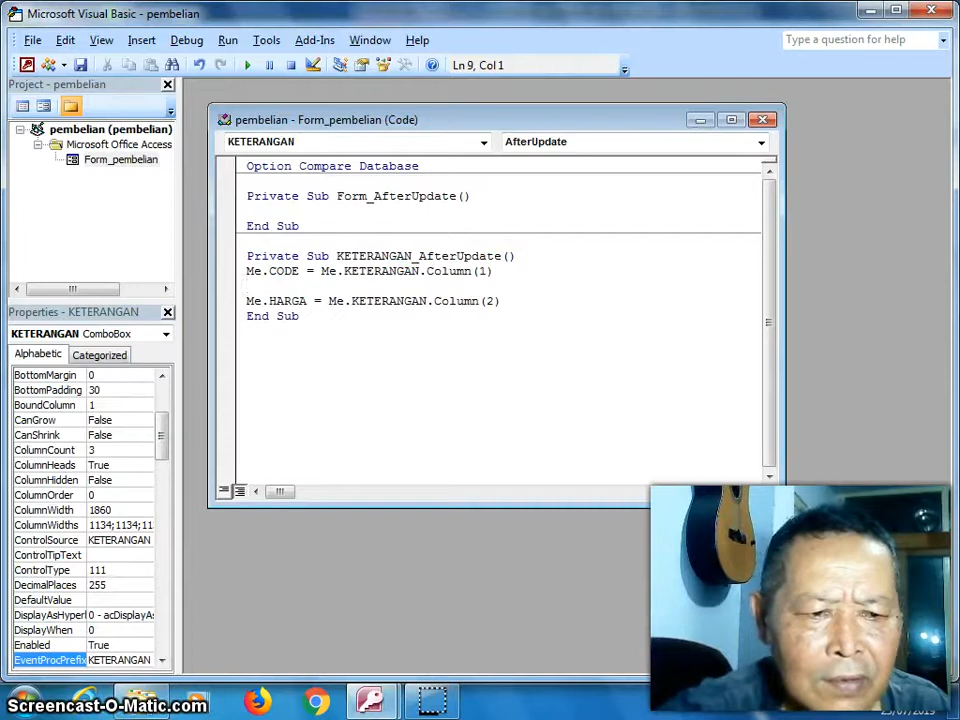 Microsoft Visual Basic - pembelian
File Edit View Insert Debug Run Tools Add-Ins Window Help
Type a question for help
Ln 9, Col 1
Project - pembelian
pembelian (pembelian)
Microsoft Office Access
Form_pembelian
pembelian - Form_pembelian (Code)
KETERANGAN AfterUpdate
Option Compare Database
Private Sub Form_AfterUpdate()
End Sub
Private Sub KETERANGAN_AfterUpdate()
Me.CODE = Me.KETERANGAN.Column(1)
Me.HARGA = Me.KETERANGAN.Column(2)
End Sub
Properties - KETERANGAN
KETERANGAN ComboBox
Alphabetic Categorized
BottomMargin 0
BottomPadding 30
BoundColumn 1
CanGrow False
CanShrink False
ColumnCount 3
ColumnHeads True
ColumnHidden False
ColumnOrder 0
ColumnWidth 1860
ColumnWidths 1134;1134;11
ControlSource KETERANGAN
ControlTipText
ControlType 111
DecimalPlaces 255
DefaultValue
DisplayAsHyperl 0 - acDisplayAs
DisplayWhen 0
Enabled True
EventProcPrefix KETERANGAN
Screencast-O-Matic.com